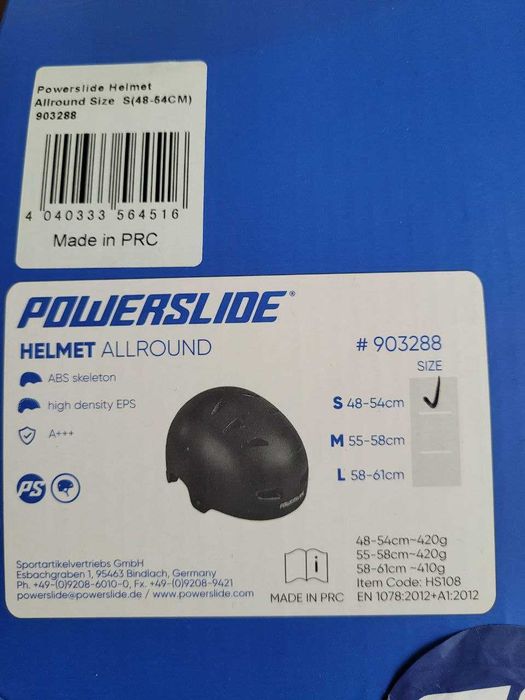 Powerslide Helmet
Allround Size S(48-54CM)
903288
4 040333 564516
Made in PRC
POWERSLIDE®
HELMET ALLROUND
# 903288
SIZE
ABS skeleton
high density EPS
A+++
S 48-54cm
M 55-58cm
L 58-61cm
PS
POWERSLIDE
Sportartikelvertriebs GmbH
Esbachgraben 1, 95463 Bindlach, Germany
Ph. +49-(0)9208-6010-0, Fx. +49-(0)9208-9421
powerslide@powerslide.de / www.powerslide.com
i
MADE IN PRC
48-54cm~420g
55-58cm~420g
58-61cm ~410g
Item Code: HS108
EN 1078:2012+A1:2012